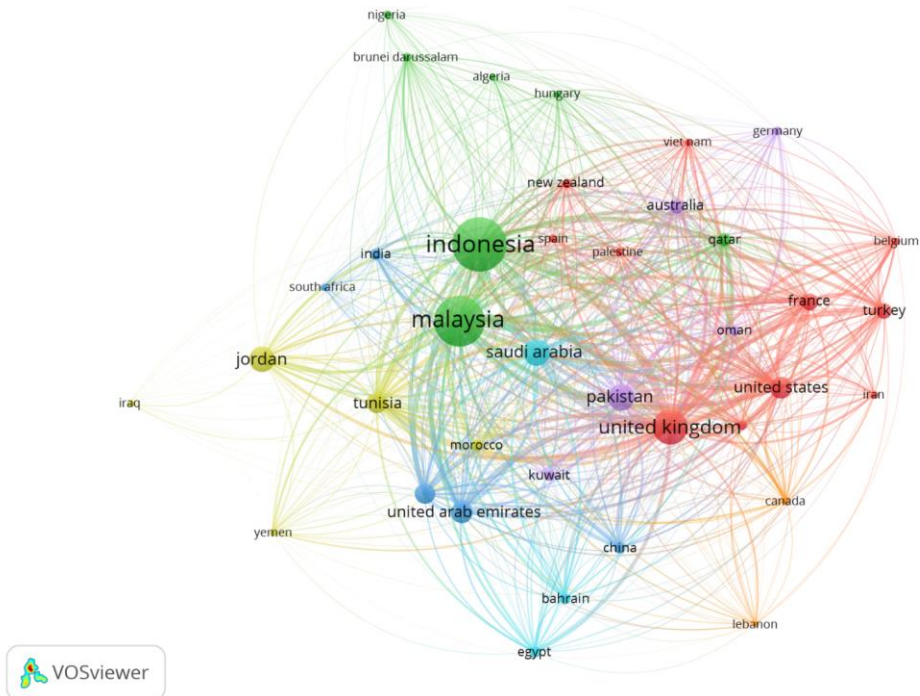 nigeria
brunei darussalam
algeria
hungary
germany
viet nam
new zealand
australia
indonesia
spain
qatar
belgium
palestine
india
south africa
france
turkey
malaysia
oman
saudi arabia
jordan
united states
iran
pakistan
iraq
tunisia
united kingdom
morocco
kuwait
canada
united arab emirates
yemen
china
bahrain
lebanon
egypt
VOSviewer